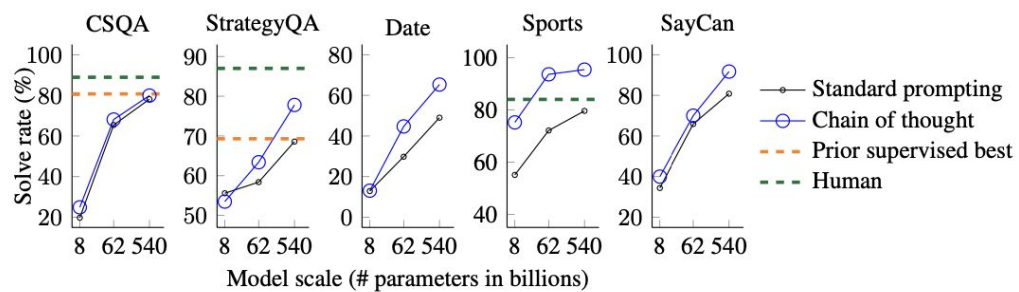 CSQA
StrategyQA
Date
Sports
SayCan
Solve rate (%)
100
80
60
40
20
8 62 540
90
80
70
60
50
8 62 540
80
60
40
20
0
8 62 540
100
80
60
40
8 62 540
100
80
60
40
20
8 62 540
Model scale (# parameters in billions)
Standard prompting
Chain of thought
Prior supervised best
Human